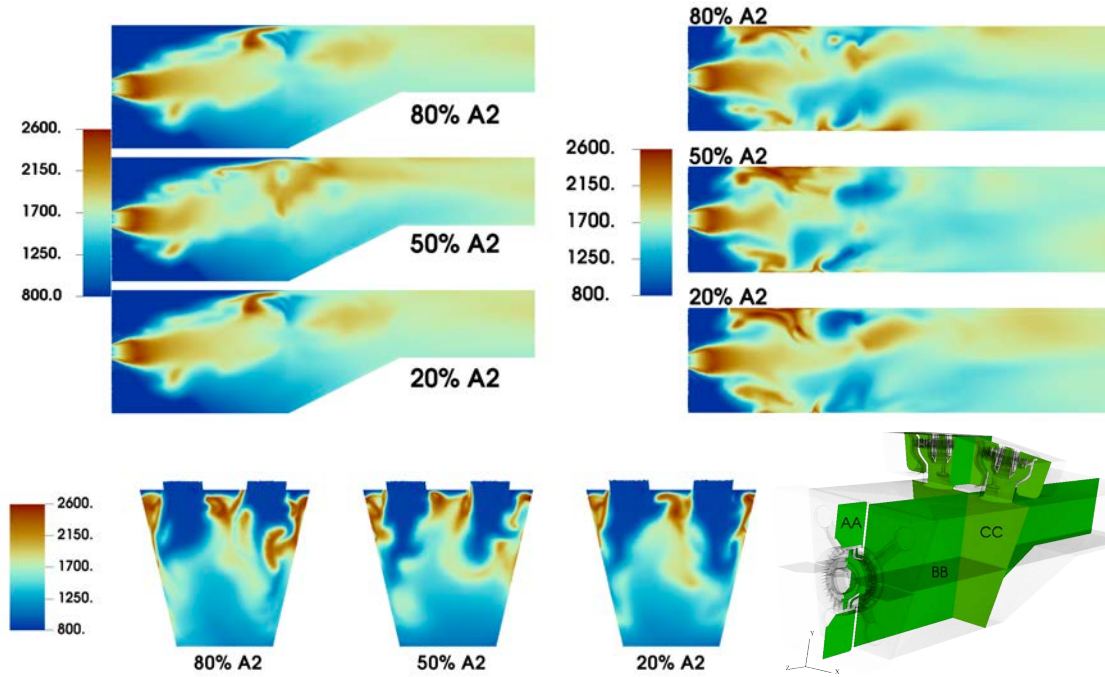 80% A2
2600.
2150.
1700.
1250.
800.0
50% A2
20% A2
80% A2
2600.
2150.
1700.
1250.
800.
50% A2
20% A2
2600.
2150.
1700.
1250.
800.
80% A2
50% A2
20% A2
AA
BB
CC
Y
Z
X